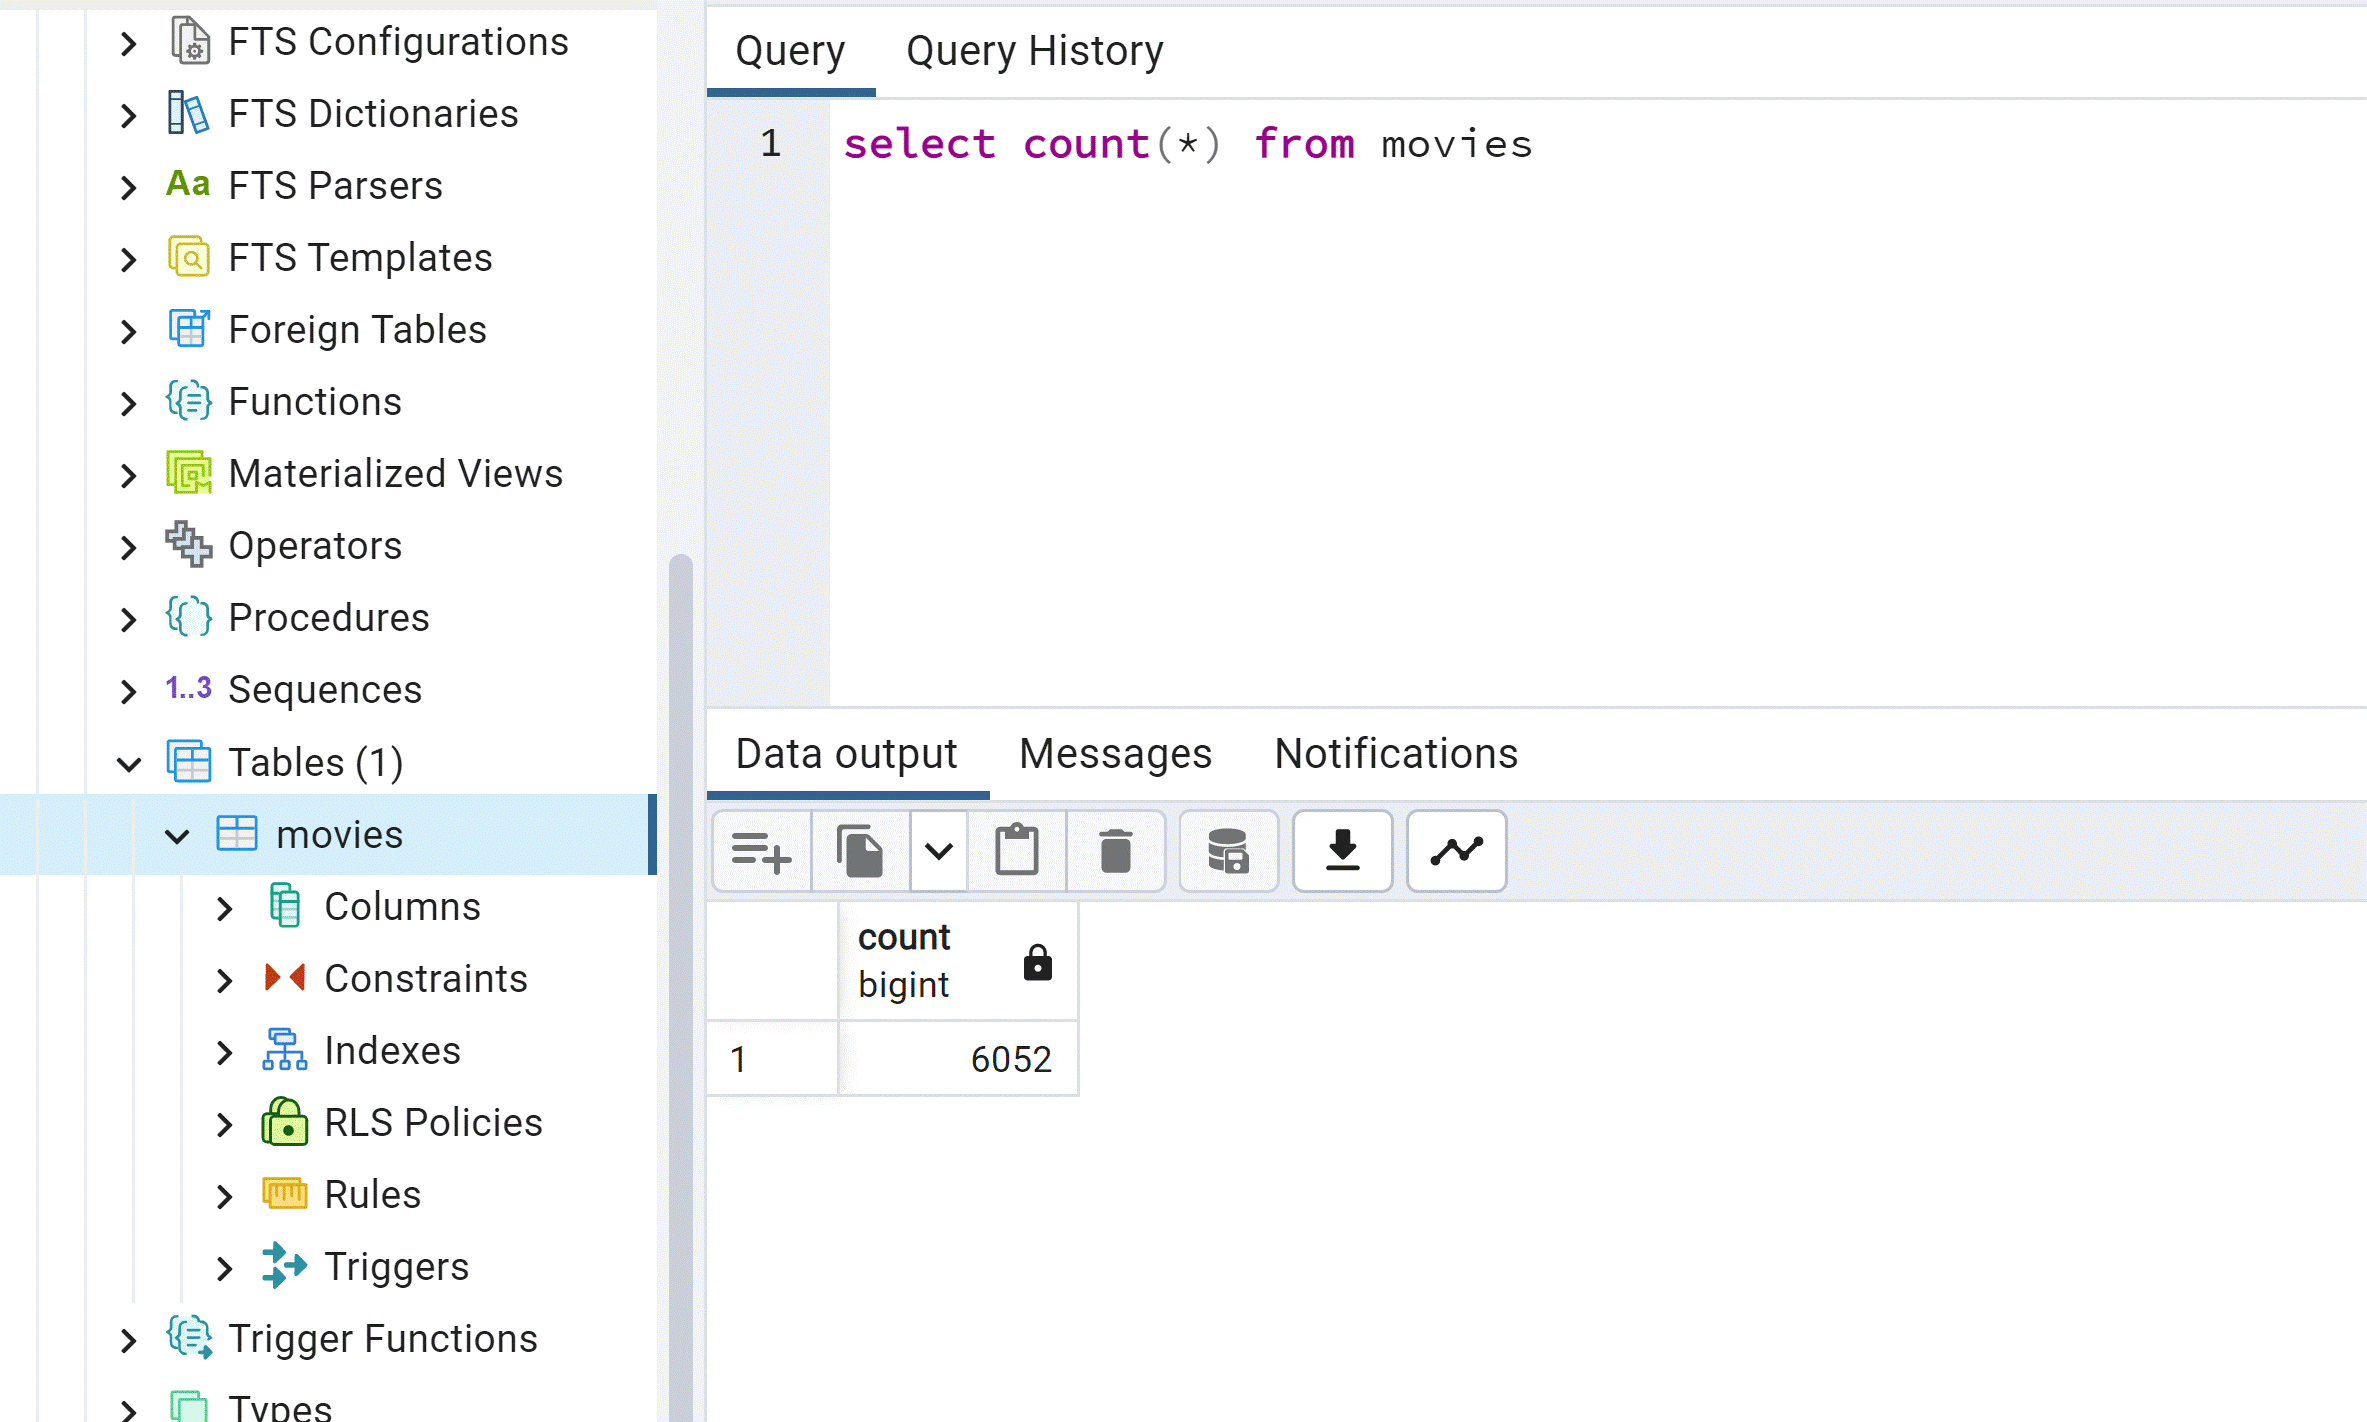 FTS Configurations
FTS Dictionaries
Aa FTS Parsers
FTS Templates
Foreign Tables
Functions
Materialized Views
Operators
Procedures
1..3 Sequences
Tables (1)
movies
Columns
Constraints
Indexes
RLS Policies
Rules
Triggers
Trigger Functions
Types
Query Query History
1 select count(*) from movies
Data output Messages Notifications
count
bigint
1 6052